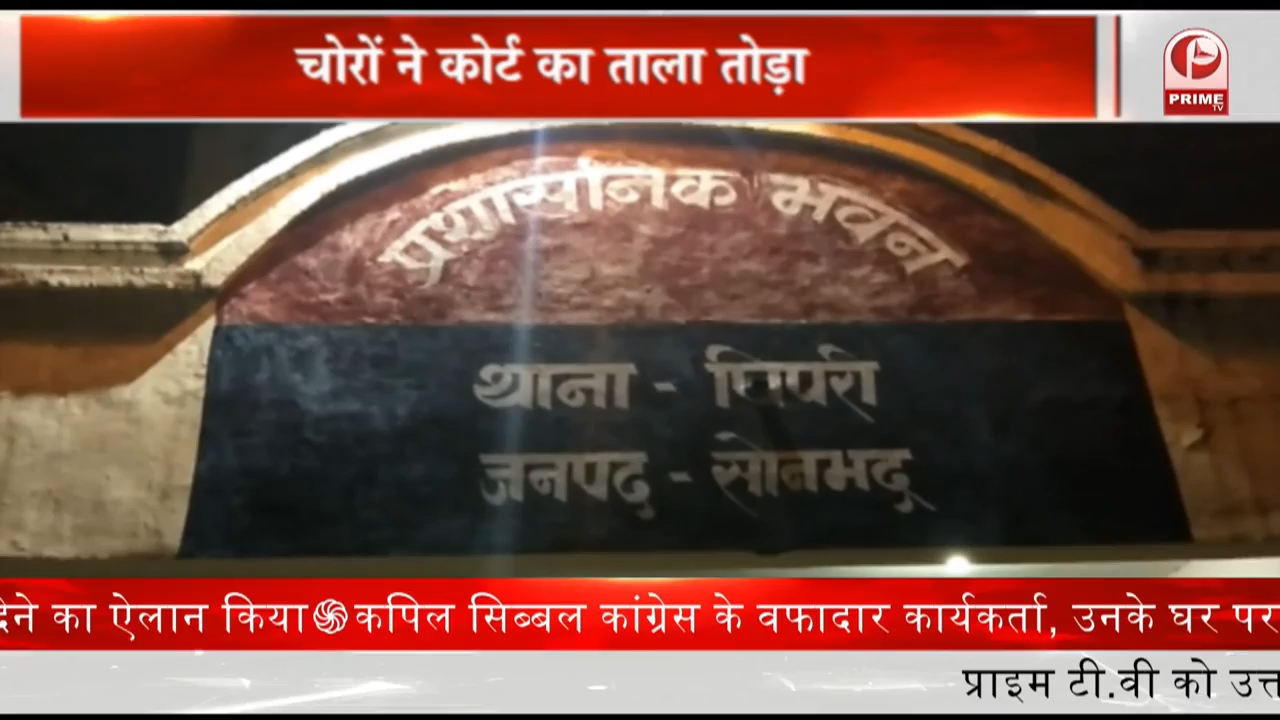 चोरों ने कोर्ट का ताला तोड़ा
PRIME
TV
प्रशासनिक भवन
थाना - पिपरी
जनपद - सोनभद्र
देने का ऐलान किया कपिल सिब्बल कांग्रेस के वफादार कार्यकर्ता, उनके घर पर
प्राइम टी.वी को उत्त